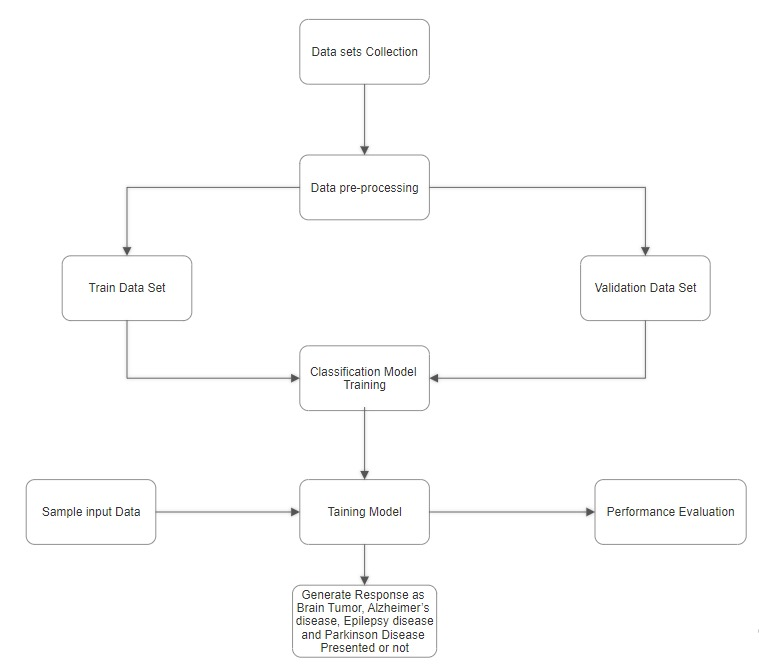 Data sets Collection
Data pre-processing
Train Data Set
Validation Data Set
Classification Model
Training
Sample input Data
Taining Model
Performance Evaluation
Generate Response as
Brain Tumor, Alzheimer's
disease, Epilepsy disease
and Parkinson Disease
Presented or not